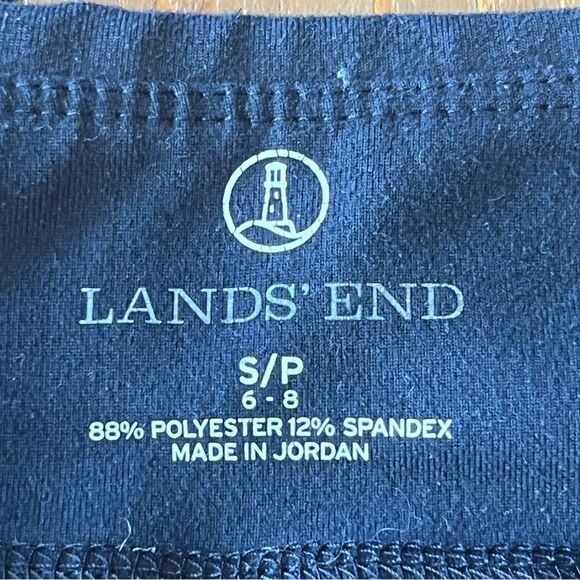 LANDS' END
S/P
6 - 8
88% POLYESTER 12% SPANDEX
MADE IN JORDAN